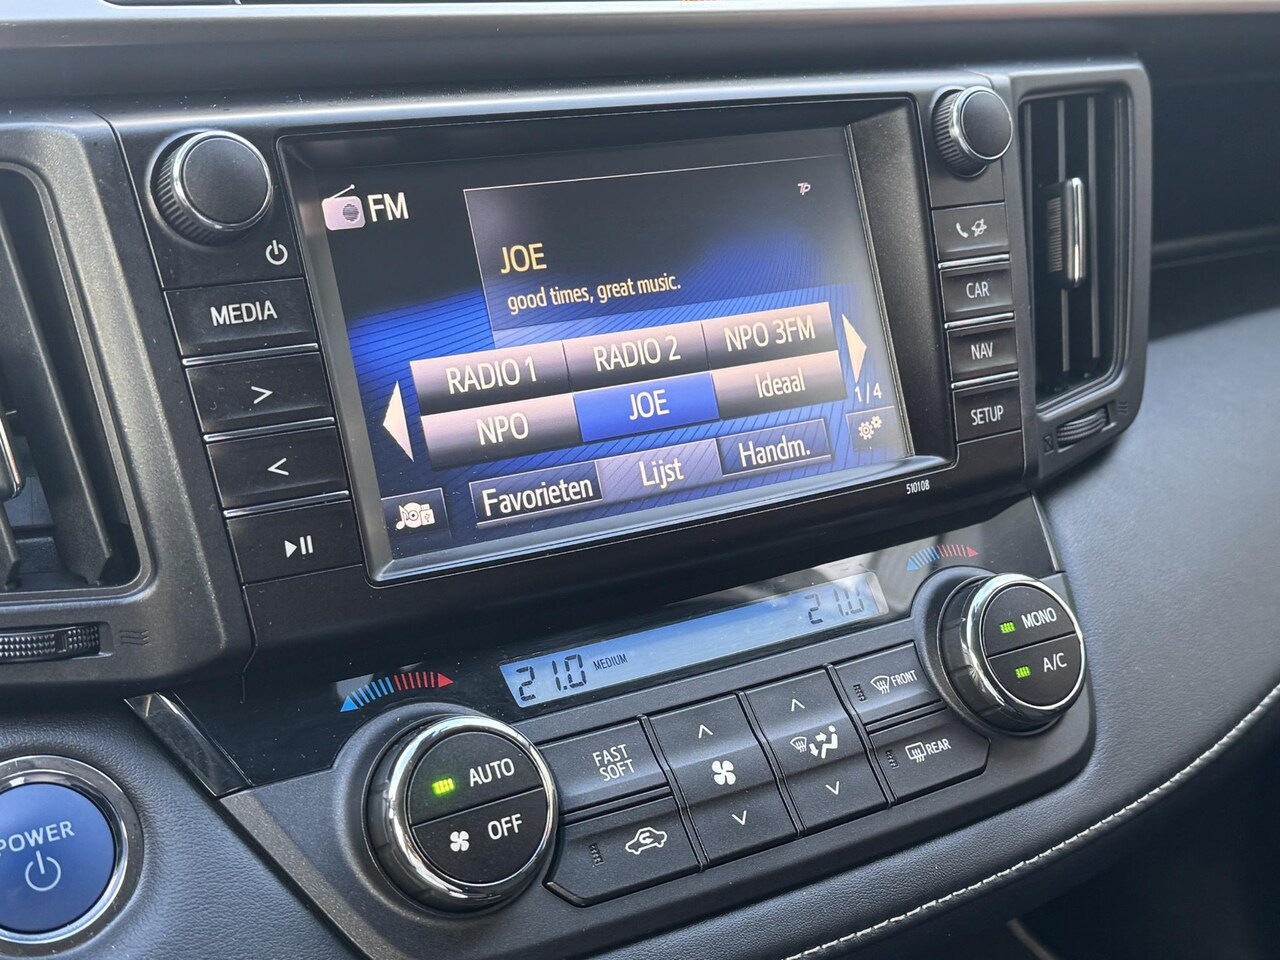 FM
TP
JOE
good times, great music.
RADIO 1
RADIO 2
NPO 3FM
NPO
JOE
Ideaal
1/4
Favorieten
Lijst
Handm.
510108
MEDIA
>
<
CAR
NAV
SETUP
21.0 MEDIUM 21.0
AUTO
OFF
FAST
SOFT
FRONT
REAR
MONO
A/C
POWER